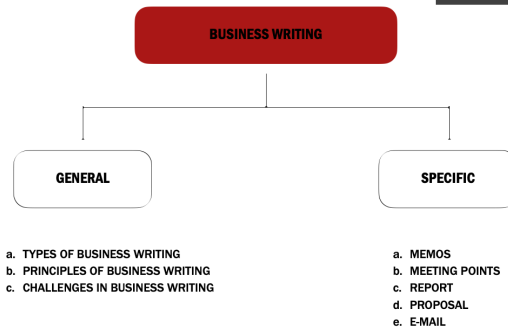 BUSINESS WRITING
GENERAL
SPECIFIC
a. TYPES OF BUSINESS WRITING
b. PRINCIPLES OF BUSINESS WRITING
c. CHALLENGES IN BUSINESS WRITING
a. MEMOS
b. MEETING POINTS
c. REPORT
d. PROPOSAL
e. E-MAIL